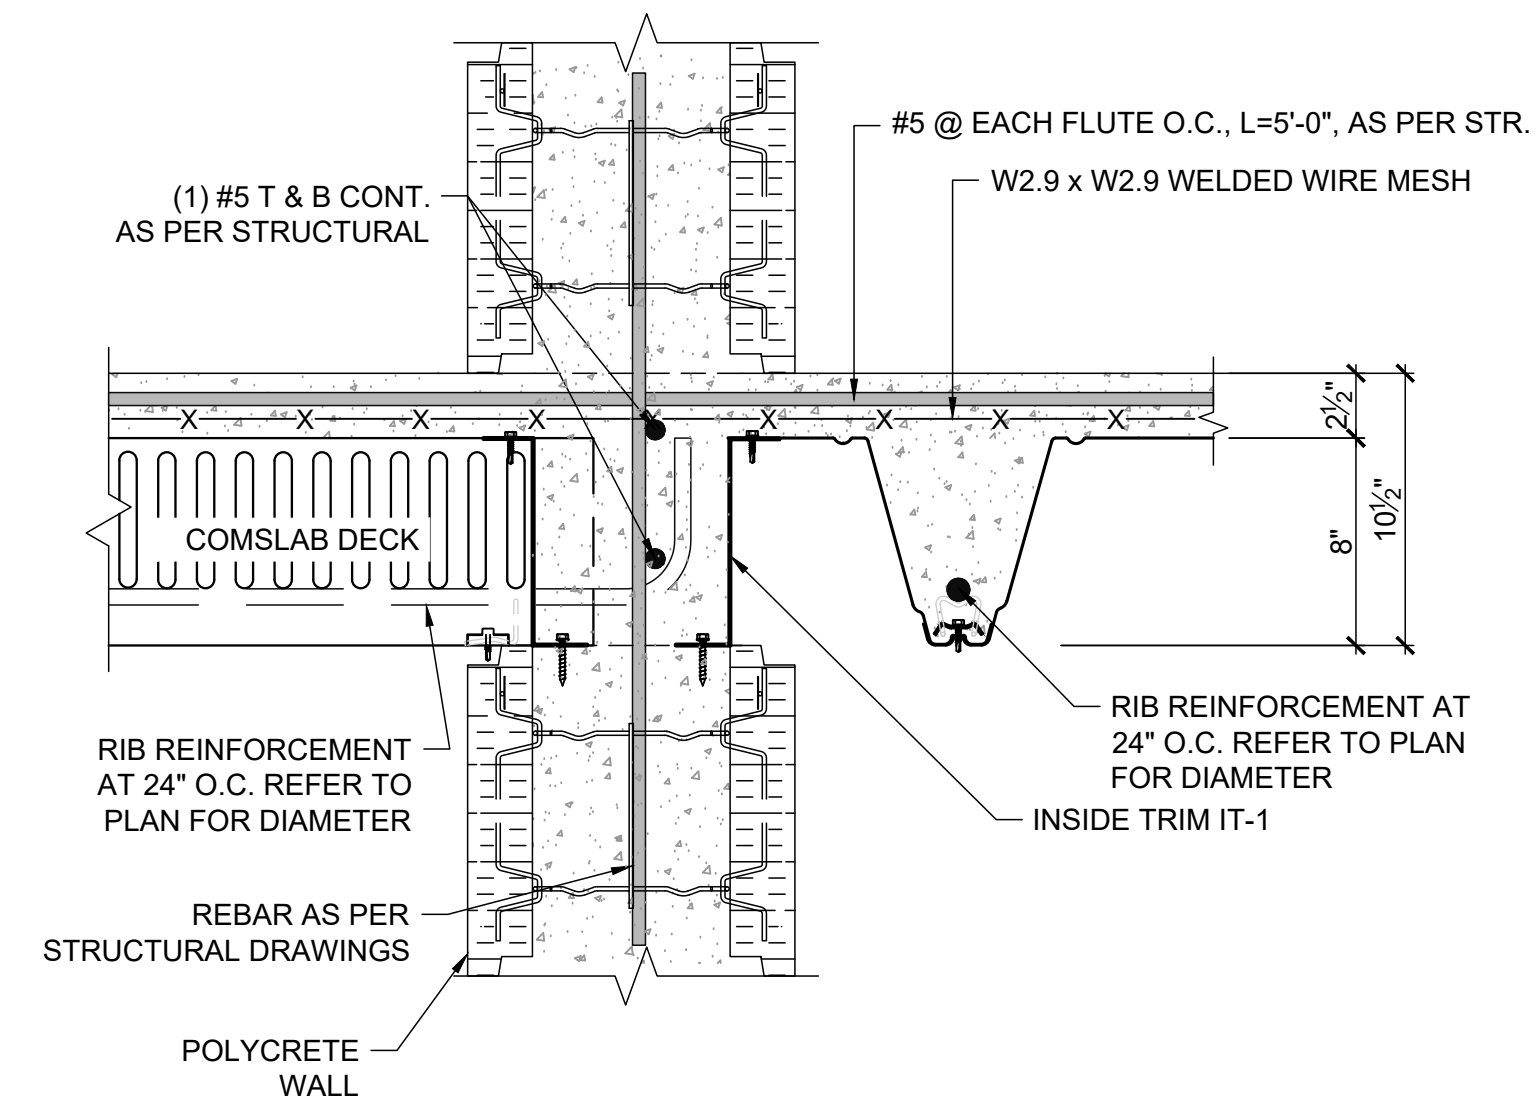 #5 @ EACH FLUTE O.C., L=5'-0", AS PER STR.
W2.9 x W2.9 WELDED WIRE MESH
(1) #5 T & B CONT.
AS PER STRUCTURAL
X X X X X X X X X
2½"
8"
10½"
COMSLAB DECK
RIB REINFORCEMENT AT
24" O.C. REFER TO PLAN
FOR DIAMETER
RIB REINFORCEMENT
AT 24" O.C. REFER TO
PLAN FOR DIAMETER
INSIDE TRIM IT-1
REBAR AS PER
STRUCTURAL DRAWINGS
POLYCRETE
WALL